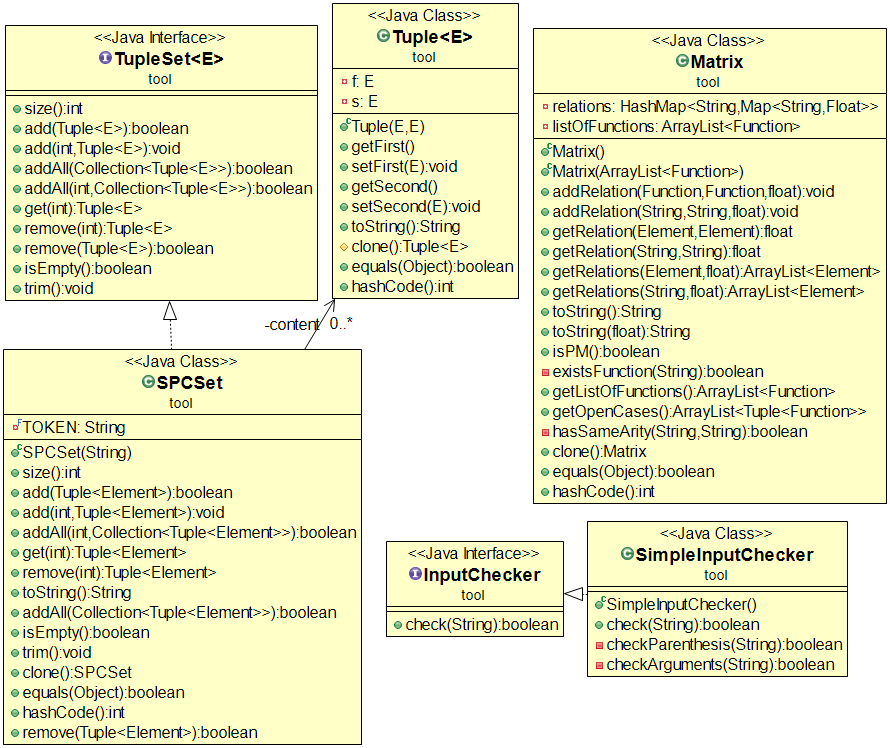 <<Java Interface>>
TupleSet<E>
tool
size():int
add(Tuple<E>):boolean
add(int,Tuple<E>):void
addAll(Collection<Tuple<E>>):boolean
addAll(int,Collection<Tuple<E>>):boolean
get(int):Tuple<E>
remove(int):Tuple<E>
remove(Tuple<E>):boolean
isEmpty():boolean
trim():void
<<Java Class>>
Tuple<E>
tool
f: E
s: E
Tuple(E,E)
getFirst()
setFirst(E):void
getSecond()
setSecond(E):void
toString():String
clone():Tuple<E>
equals(Object):boolean
hashCode():int
<<Java Class>>
Matrix
tool
relations: HashMap<String,Map<String,Float>>
listOfFunctions: ArrayList<Function>
Matrix()
Matrix(ArrayList<Function>)
addRelation(Function,Function,float):void
addRelation(String,String,float):void
getRelation(Element,Element):float
getRelation(String,String):float
getRelations(Element,float):ArrayList<Element>
getRelations(String,float):ArrayList<Element>
toString():String
toString(float):String
isPM():boolean
existsFunction(String):boolean
getListOfFunctions():ArrayList<Function>
getOpenCases():ArrayList<Tuple<Function>>
hasSameArity(String,String):boolean
clone():Matrix
equals(Object):boolean
hashCode():int
-content 0..*
<<Java Class>>
SPCSet
tool
TOKEN: String
SPCSet(String)
size():int
add(Tuple<Element>):boolean
add(int,Tuple<Element>):void
addAll(int,Collection<Tuple<Element>>):boolean
get(int):Tuple<Element>
remove(int):Tuple<Element>
toString():String
addAll(Collection<Tuple<Element>>):boolean
isEmpty():boolean
trim():void
clone():SPCSet
equals(Object):boolean
hashCode():int
remove(Tuple<Element>):boolean
<<Java Interface>>
InputChecker
tool
check(String):boolean
<<Java Class>>
SimpleInputChecker
tool
SimpleInputChecker()
check(String):boolean
checkParenthesis(String):boolean
checkArguments(String):boolean